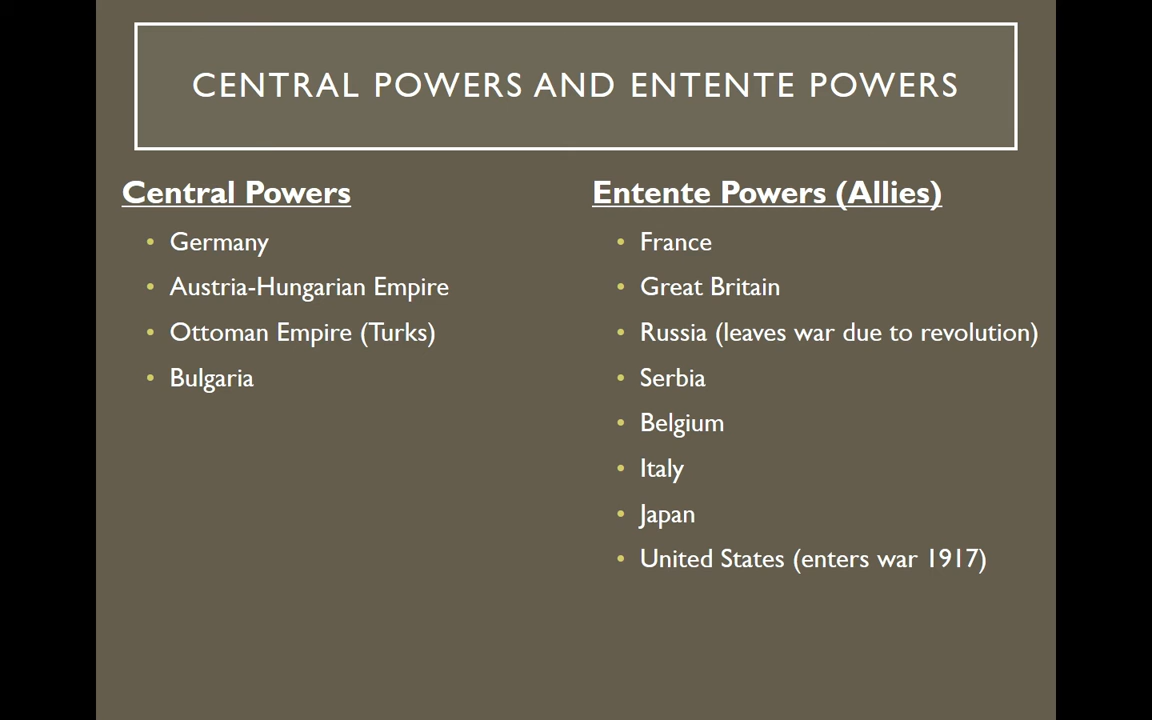 CENTRAL POWERS AND ENTENTE POWERS
Central Powers
• Germany
• Austria-Hungarian Empire
• Ottoman Empire (Turks)
• Bulgaria
Entente Powers (Allies)
• France
• Great Britain
• Russia (leaves war due to revolution)
• Serbia
• Belgium
• Italy
• Japan
• United States (enters war 1917)